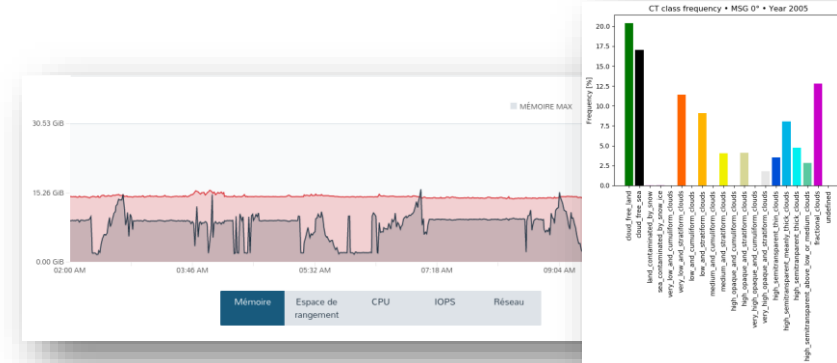 MÉMOIRE MAX
30.53 GiB
15.26 GiB
0.00 GiB
02:00 AM
03:46 AM
05:32 AM
07:18 AM
09:04 AM
Mémoire
Espace de
rangement
CPU
IOPS
Réseau
CT class frequency • MSG 0° • Year 2005
Frequency [%]
20.0
17.5
15.0
12.5
10.0
7.5
5.0
2.5
0.0
cloud_free_land
cloud_free_sea
land_contaminated_by_snow
sea_contaminated_by_snow_ice
very_low_and_cumuliform_clouds
very_low_and_stratiform_clouds
low_and_cumuliform_clouds
low_and_stratiform_clouds
medium_and_cumuliform_clouds
medium_and_stratiform_clouds
high_opaque_and_cumuliform_clouds
high_opaque_and_stratiform_clouds
very_high_opaque_and_cumuliform_clouds
very_high_opaque_and_stratiform_clouds
high_semitransparent_thin_clouds
high_semitransparent_meanly_thick_clouds
high_semitransparent_thick_clouds
high_semitransparent_above_low_or_medium_clouds
fractional_clouds
undefined